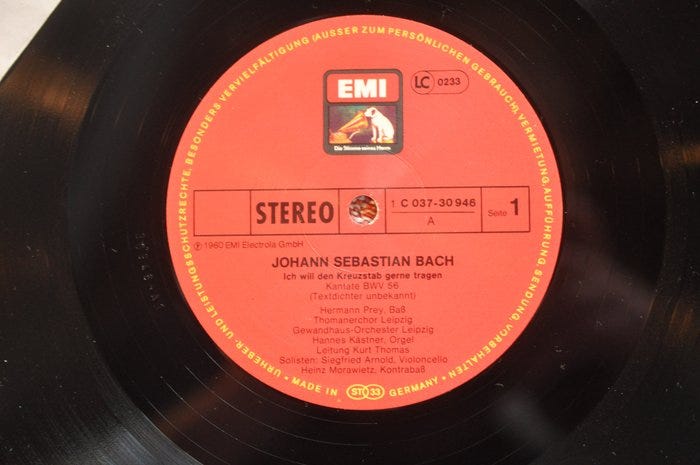 EMI
LC 0233
Die Stimme seines Herrn
STEREO
1 C 037-30 946
A
Seite 1
℗ 1960 EMI Electrola GmbH
JOHANN SEBASTIAN BACH
Ich will den Kreuzstab gerne tragen
Kantate BWV 56
(Textdichter unbekannt)
Hermann Prey, Baß
Thomanerchor Leipzig
Gewandhaus-Orchester Leipzig
Hannes Kästner, Orgel
Leitung Kurt Thomas
Solisten: Siegfried Arnold, Violoncello
Heinz Morawietz, Kontrabaß
URHEBER- UND LEISTUNGSSCHUTZRECHTE, BESONDERS VERVIELFÄLTIGUNG (AUSSER ZUM PERSÖNLICHEN GEBRAUCH), VERMIETUNG, AUFFÜHRUNG, SENDUNG, VORBEHALTEN •
• MADE IN ST 33 GERMANY •